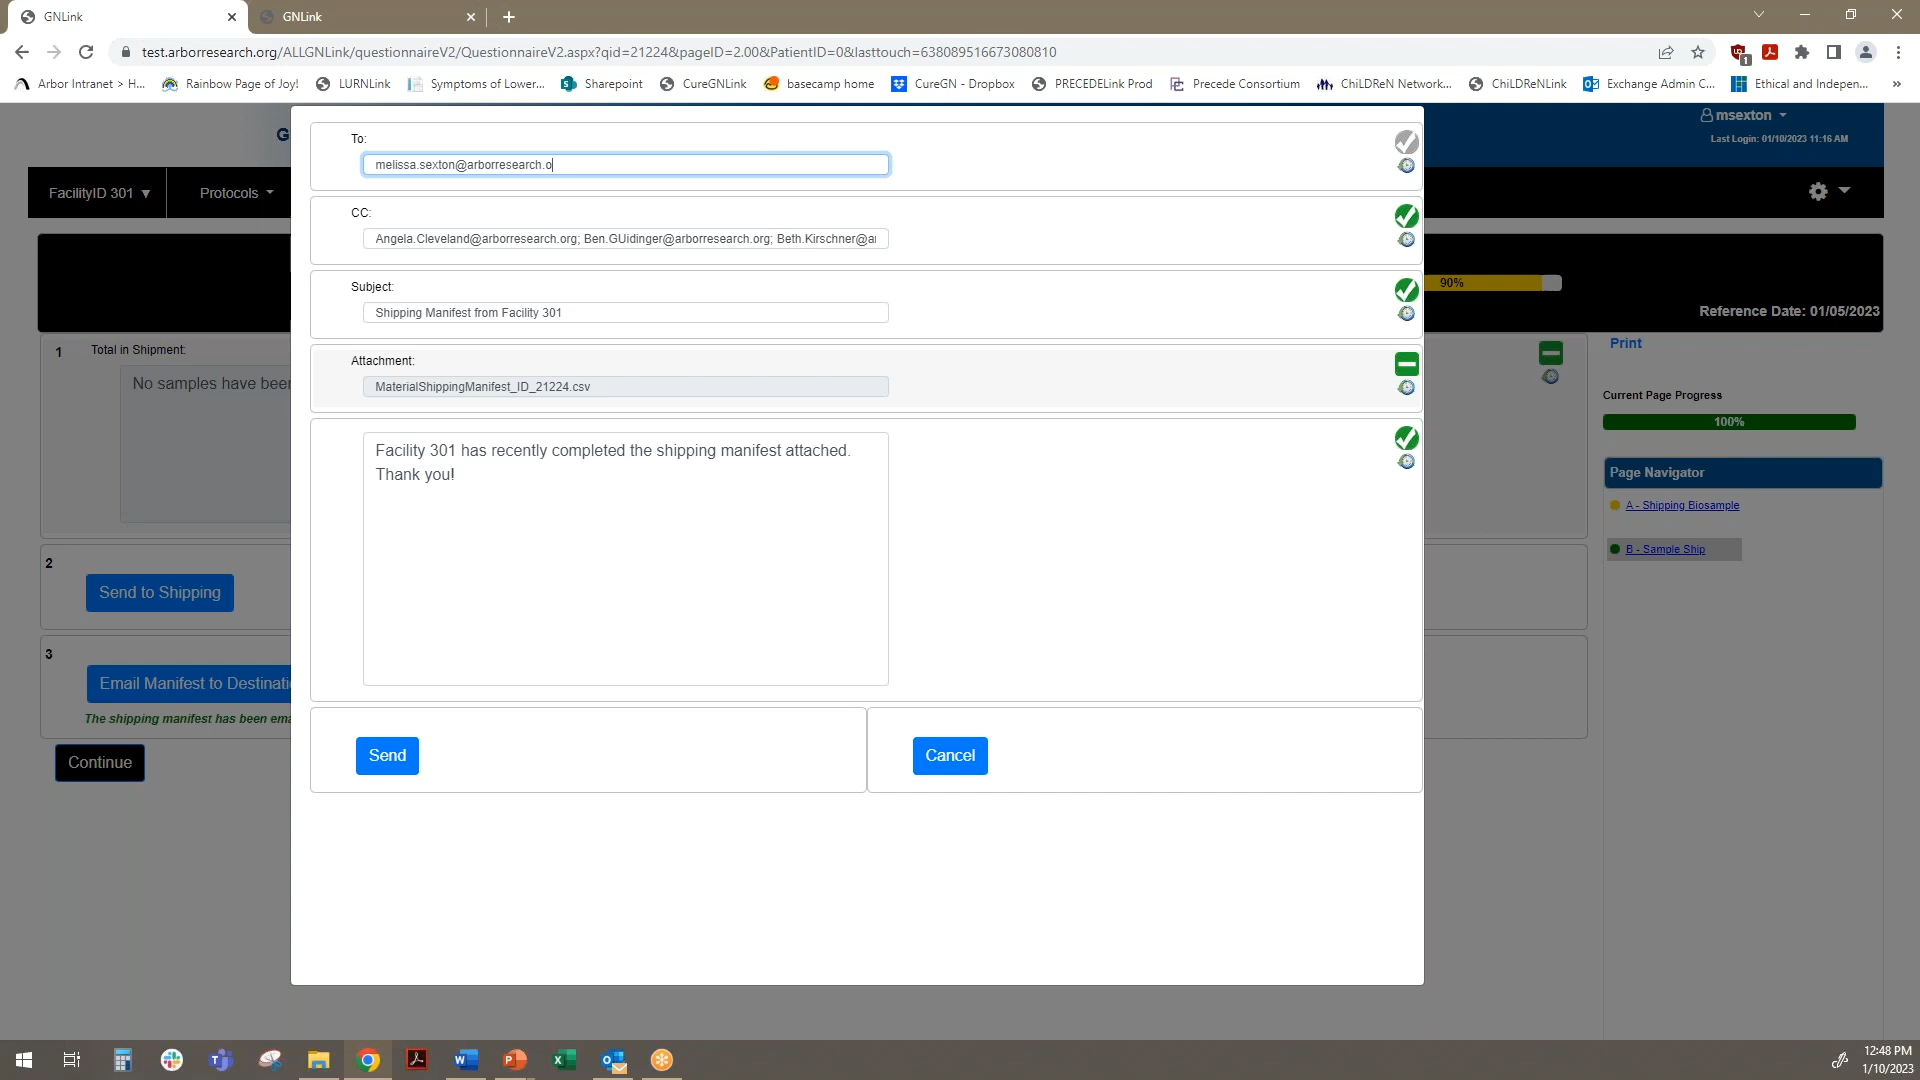 GNLink
GNLink
test.arborresearch.org/ALLGNLink/questionnaireV2/QuestionnaireV2.aspx?qid=21224&pageID=2.00&PatientID=0&lasttouch=638089516673080810
1
Arbor Intranet > H...
Rainbow Page of Joy!
LURNLink
Symptoms of Lower...
Sharepoint
CureGNLink
basecamp home
CureGN - Dropbox
PRECEDELink Prod
Precede Consortium
ChiLDReN Network...
ChiLDReNLink
Exchange Admin C...
Ethical and Indepen...
»
G
msexton
Last Login: 01/10/2023 11:16 AM
FacilityID 301 ▼
Protocols
90%
Reference Date: 01/05/2023
To:
melissa.sexton@arborresearch.o
CC:
Angela.Cleveland@arborresearch.org; Ben.GUidinger@arborresearch.org; Beth.Kirschner@ar
Subject:
Shipping Manifest from Facility 301
Attachment:
MaterialShippingManifest_ID_21224.csv
Facility 301 has recently completed the shipping manifest attached.
Thank you!
Send
Cancel
1
Total in Shipment:
No samples have been
2
Send to Shipping
3
Email Manifest to Destinati
The shipping manifest has been ema
Continue
Print
Current Page Progress
100%
Page Navigator
A - Shipping Biosample
B - Sample Ship
12:48 PM
1/10/2023